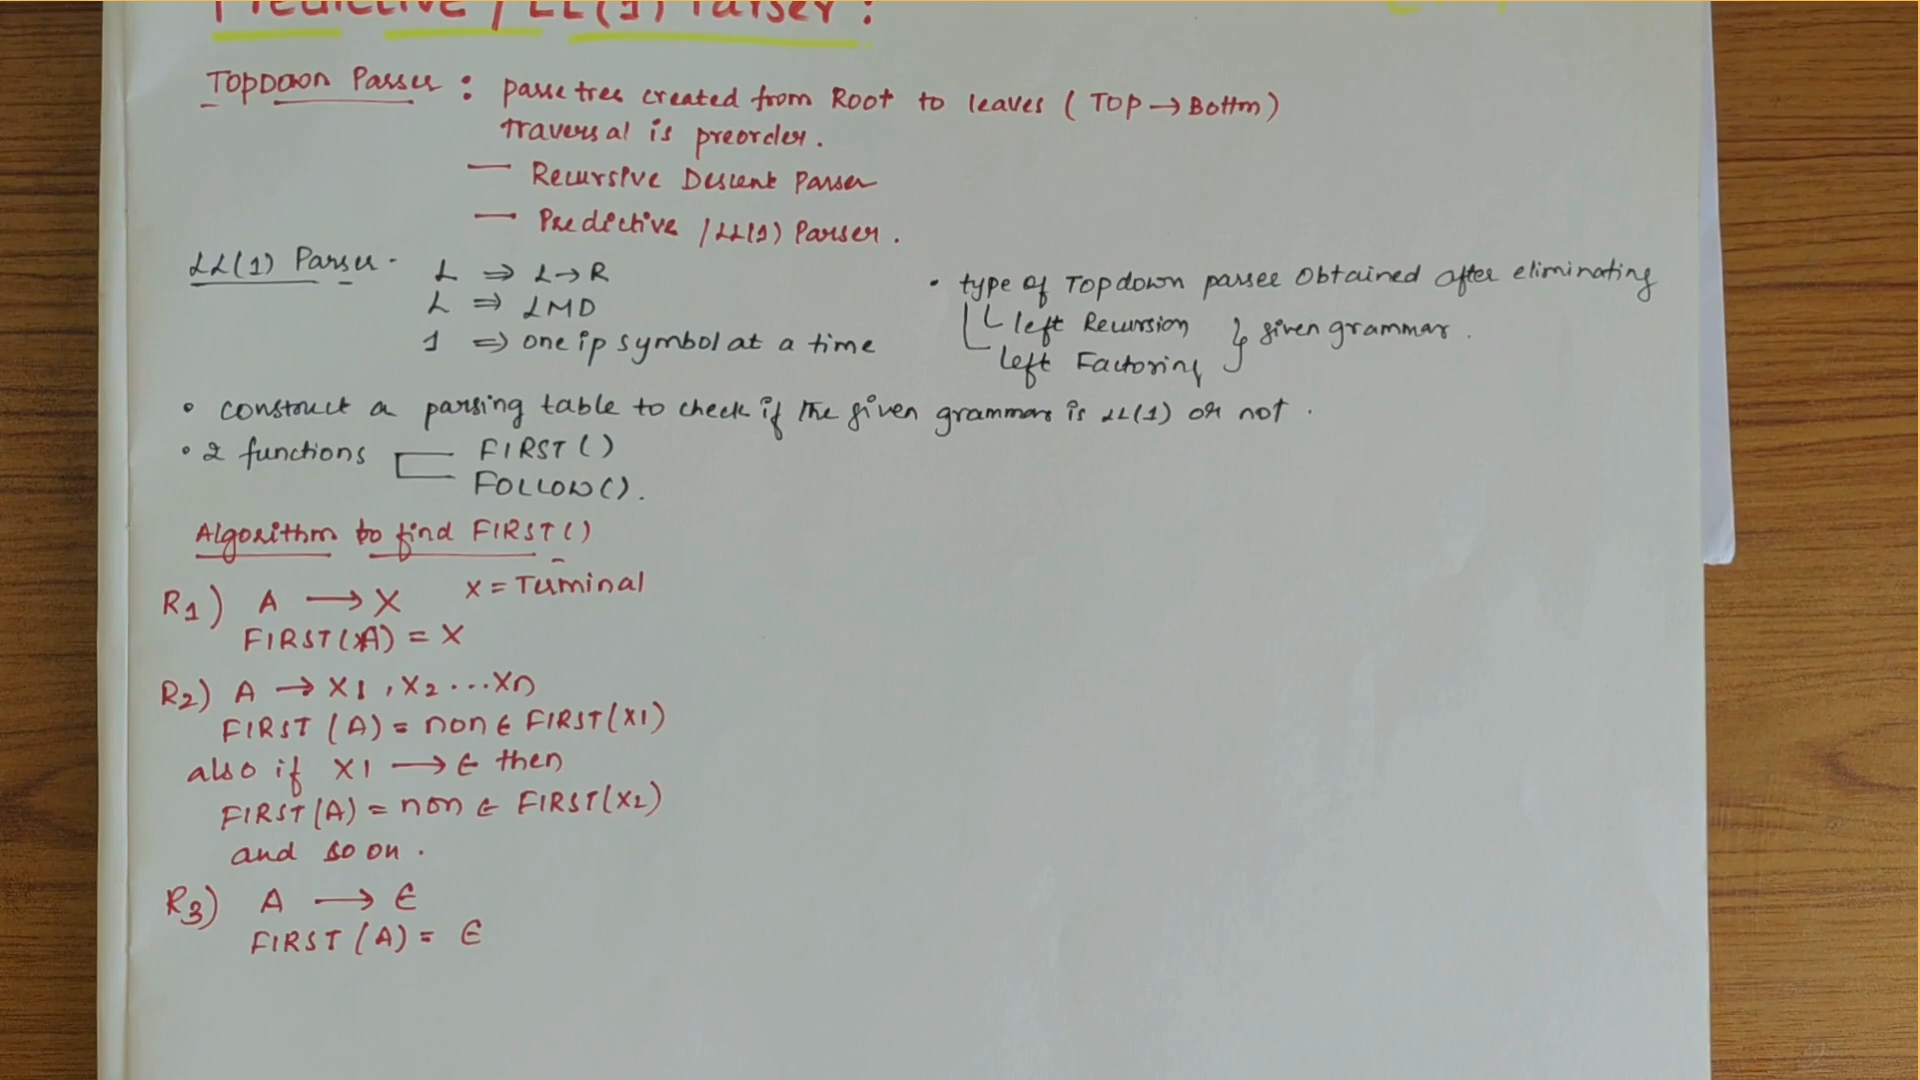 Predictive / LL(1) Parser :
TopDown Parser : parse tree created from Root to leaves ( Top → Bottm )
traversal is preorder .
— Recursive Descent Parser
— Predictive / LL(1) Parser .
LL(1) Parser -
L ⇒ L → R
L ⇒ LMD
1 ⇒ one ip symbol at a time
• type of Topdown parser obtained after eliminating
left Recursion
left Factoring } given grammar .
• construct a parsing table to check if the given grammar is LL(1) or not .
• 2 functions FIRST ( )
FOLLOW ( ) .
Algorithm to find FIRST ( )
R1 ) A → X X = Terminal
FIRST (A) = X
R2 ) A → X1 , X2 ... Xn
FIRST (A) = non ϵ FIRST (X1)
also if X1 → ϵ then
FIRST (A) = non ϵ FIRST (X2)
and so on .
R3 ) A → ϵ
FIRST (A) = ϵ